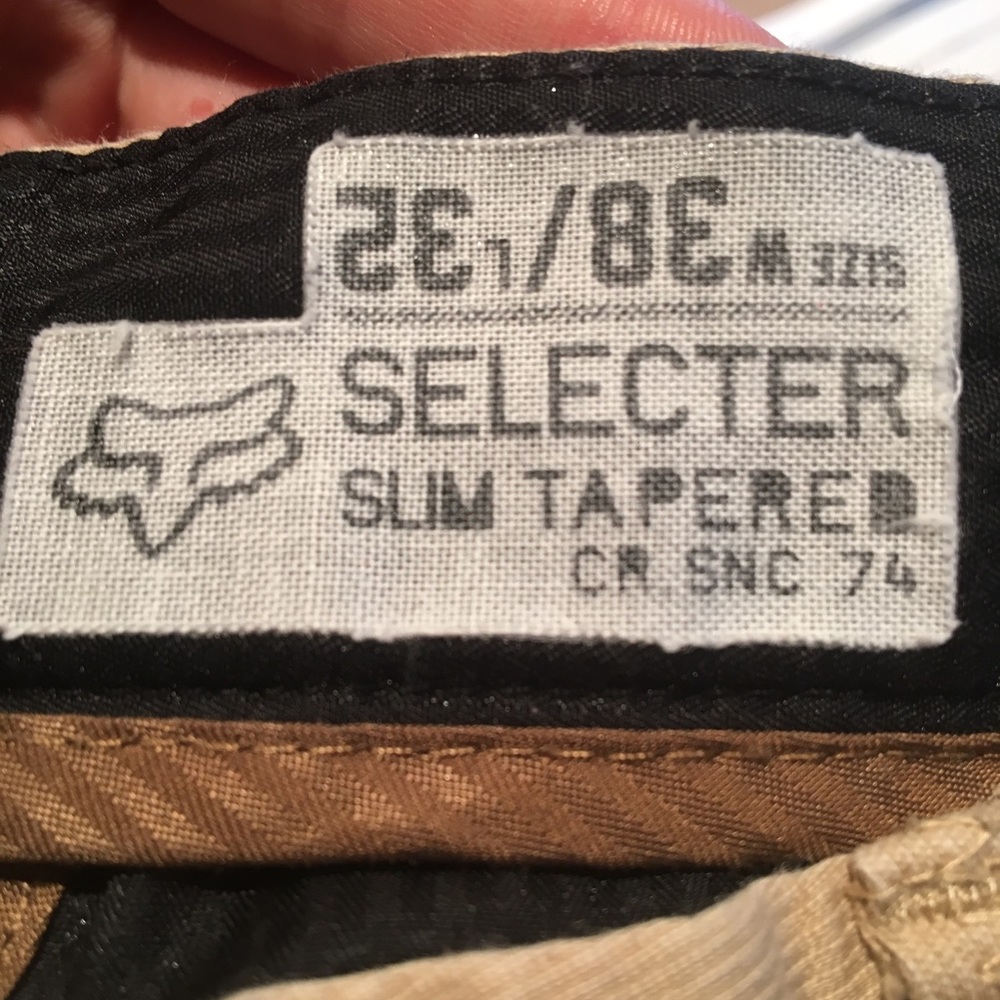 SIZE W 38/L 32
SELECTER
SLIM TAPERED
CR SNC 74